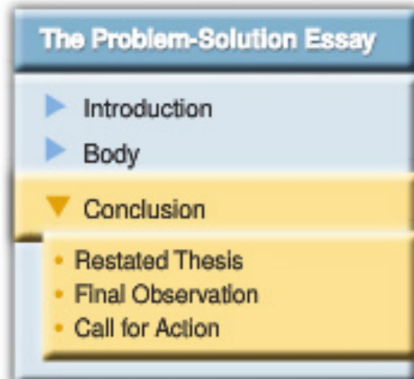 The Problem-Solution Essay
Introduction
Body
Conclusion
Restated Thesis
Final Observation
Call for Action